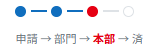 申請 → 部門 → 本部 → 済